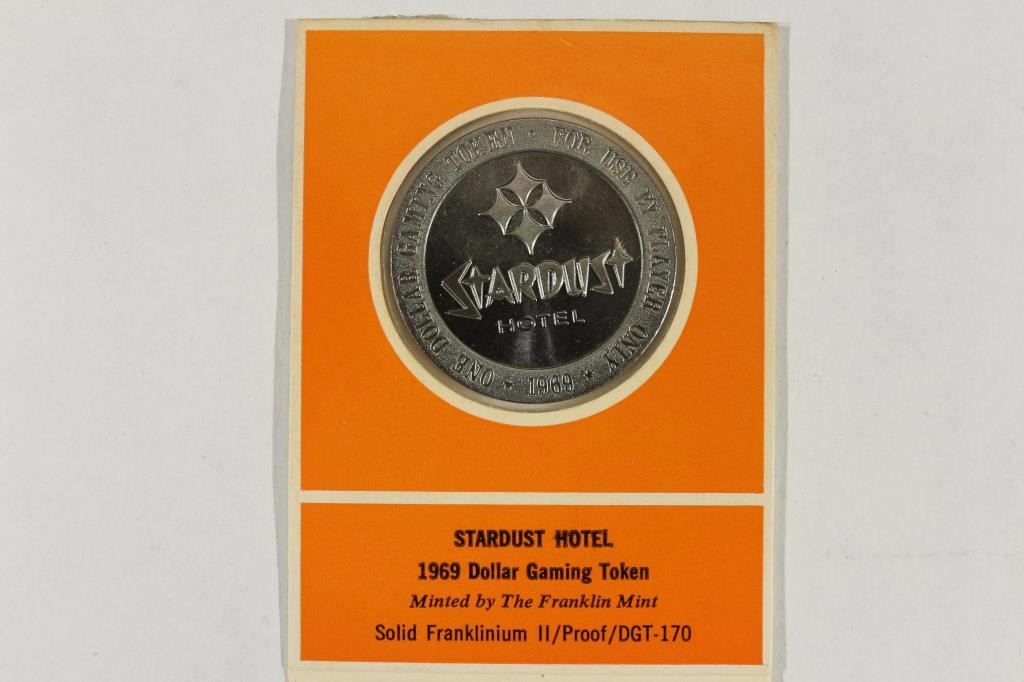 ONE DOLLAR GAMING TOKEN · FOR USE IN PLAYER ONLY
★ 1969 ★
STARDUST
HOTEL
STARDUST HOTEL
1969 Dollar Gaming Token
Minted by The Franklin Mint
Solid Franklinium II/Proof/DGT-170